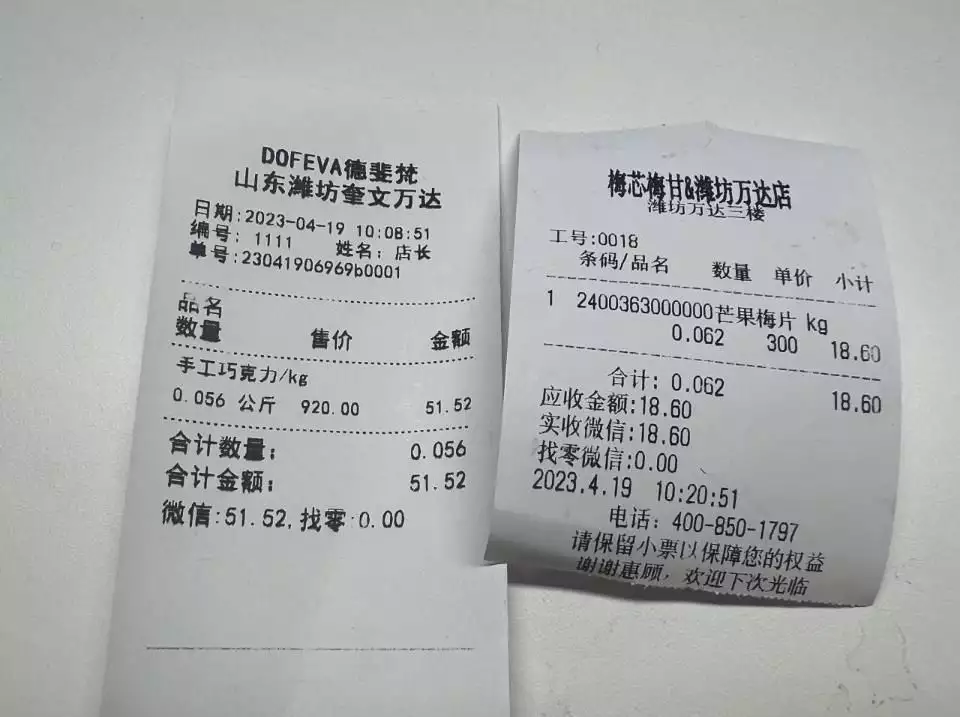 DOFEVA德斐梵
山东潍坊奎文万达
日期:2023-04-19 10:08:51
编号: 1111 姓名: 店长
单号:23041906969b0001
品名
数量 售价 金额
手工巧克力/kg
0.056 公斤 920.00 51.52
合计数量: 0.056
合计金额: 51.52
微信:51.52,找零:0.00
梅芯梅甘&潍坊万达店
潍坊万达三楼
工号:0018
条码/品名 数量 单价 小计
1 2400363000000芒果梅片 kg
0.062 300 18.60
合计: 0.062 18.60
应收金额:18.60
实收微信:18.60
找零微信:0.00
2023.4.19 10:20:51
电话: 400-850-1797
请保留小票以保障您的权益
谢谢惠顾，欢迎下次光临